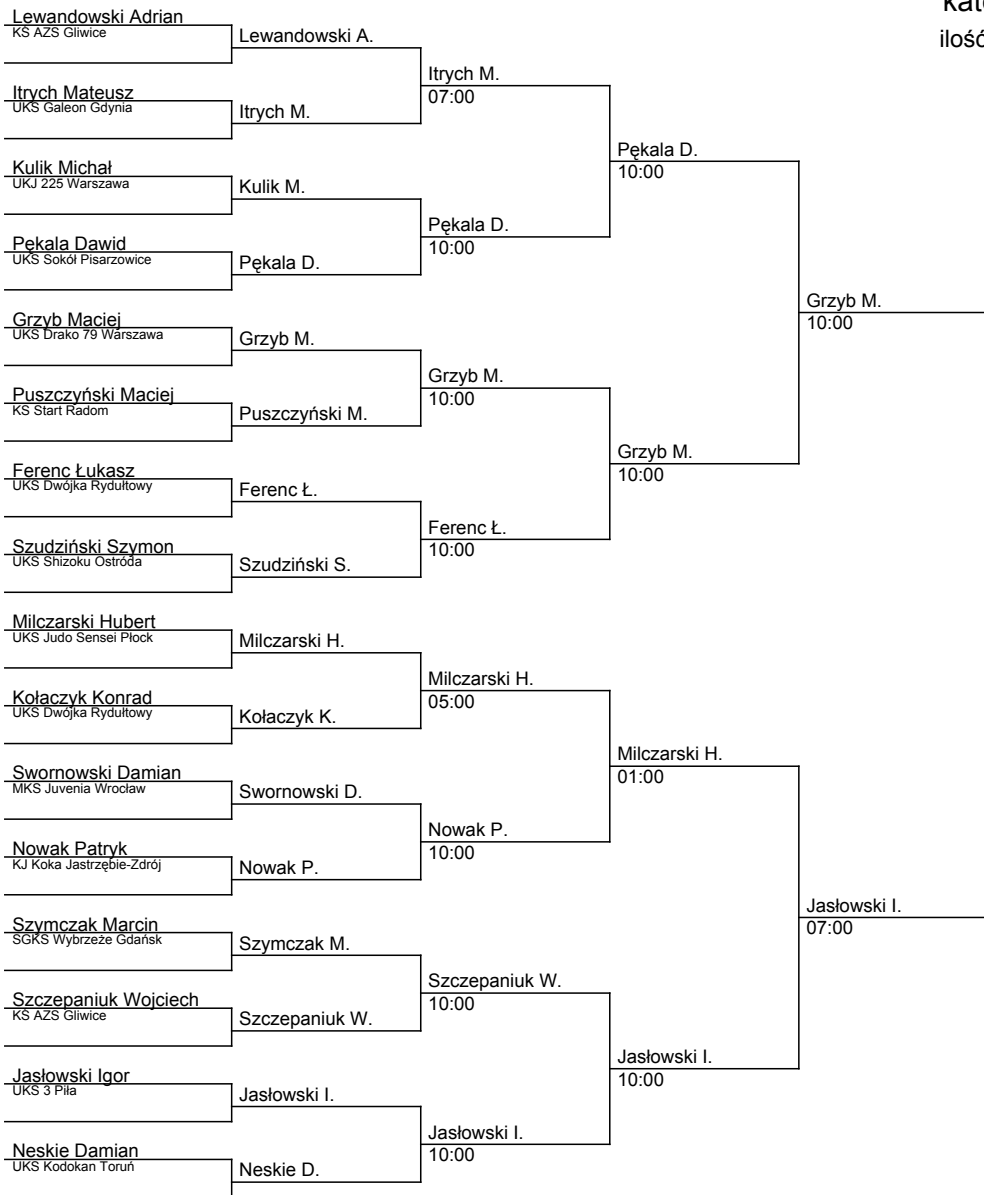 kate
ilość
Lewandowski Adrian
KS AZS Gliwice
Lewandowski A.
Itrych M.
07:00
Itrych Mateusz
UKS Galeon Gdynia
Itrych M.
Pękala D.
10:00
Kulik Michał
UKJ 225 Warszawa
Kulik M.
Pękala D.
10:00
Pękala Dawid
UKS Sokół Pisarzowice
Pękala D.
Grzyb M.
10:00
Grzyb Maciej
UKS Drako 79 Warszawa
Grzyb M.
Grzyb M.
10:00
Puszczyński Maciej
KS Start Radom
Puszczyński M.
Grzyb M.
10:00
Ferenc Łukasz
UKS Dwójka Rydułtowy
Ferenc Ł.
Ferenc Ł.
10:00
Szudziński Szymon
UKS Shizoku Ostróda
Szudziński S.
Milczarski Hubert
UKS Judo Sensei Płock
Milczarski H.
Milczarski H.
05:00
Kołaczyk Konrad
UKS Dwójka Rydułtowy
Kołaczyk K.
Milczarski H.
01:00
Swornowski Damian
MKS Juvenia Wrocław
Swornowski D.
Nowak P.
10:00
Nowak Patryk
KJ Koka Jastrzębie-Zdrój
Nowak P.
Jasłowski I.
07:00
Szymczak Marcin
SGKS Wybrzeże Gdańsk
Szymczak M.
Szczepaniuk W.
10:00
Szczepaniuk Wojciech
KS AZS Gliwice
Szczepaniuk W.
Jasłowski I.
10:00
Jasłowski Igor
UKS 3 Piła
Jasłowski I.
Jasłowski I.
10:00
Neskie Damian
UKS Kodokan Toruń
Neskie D.